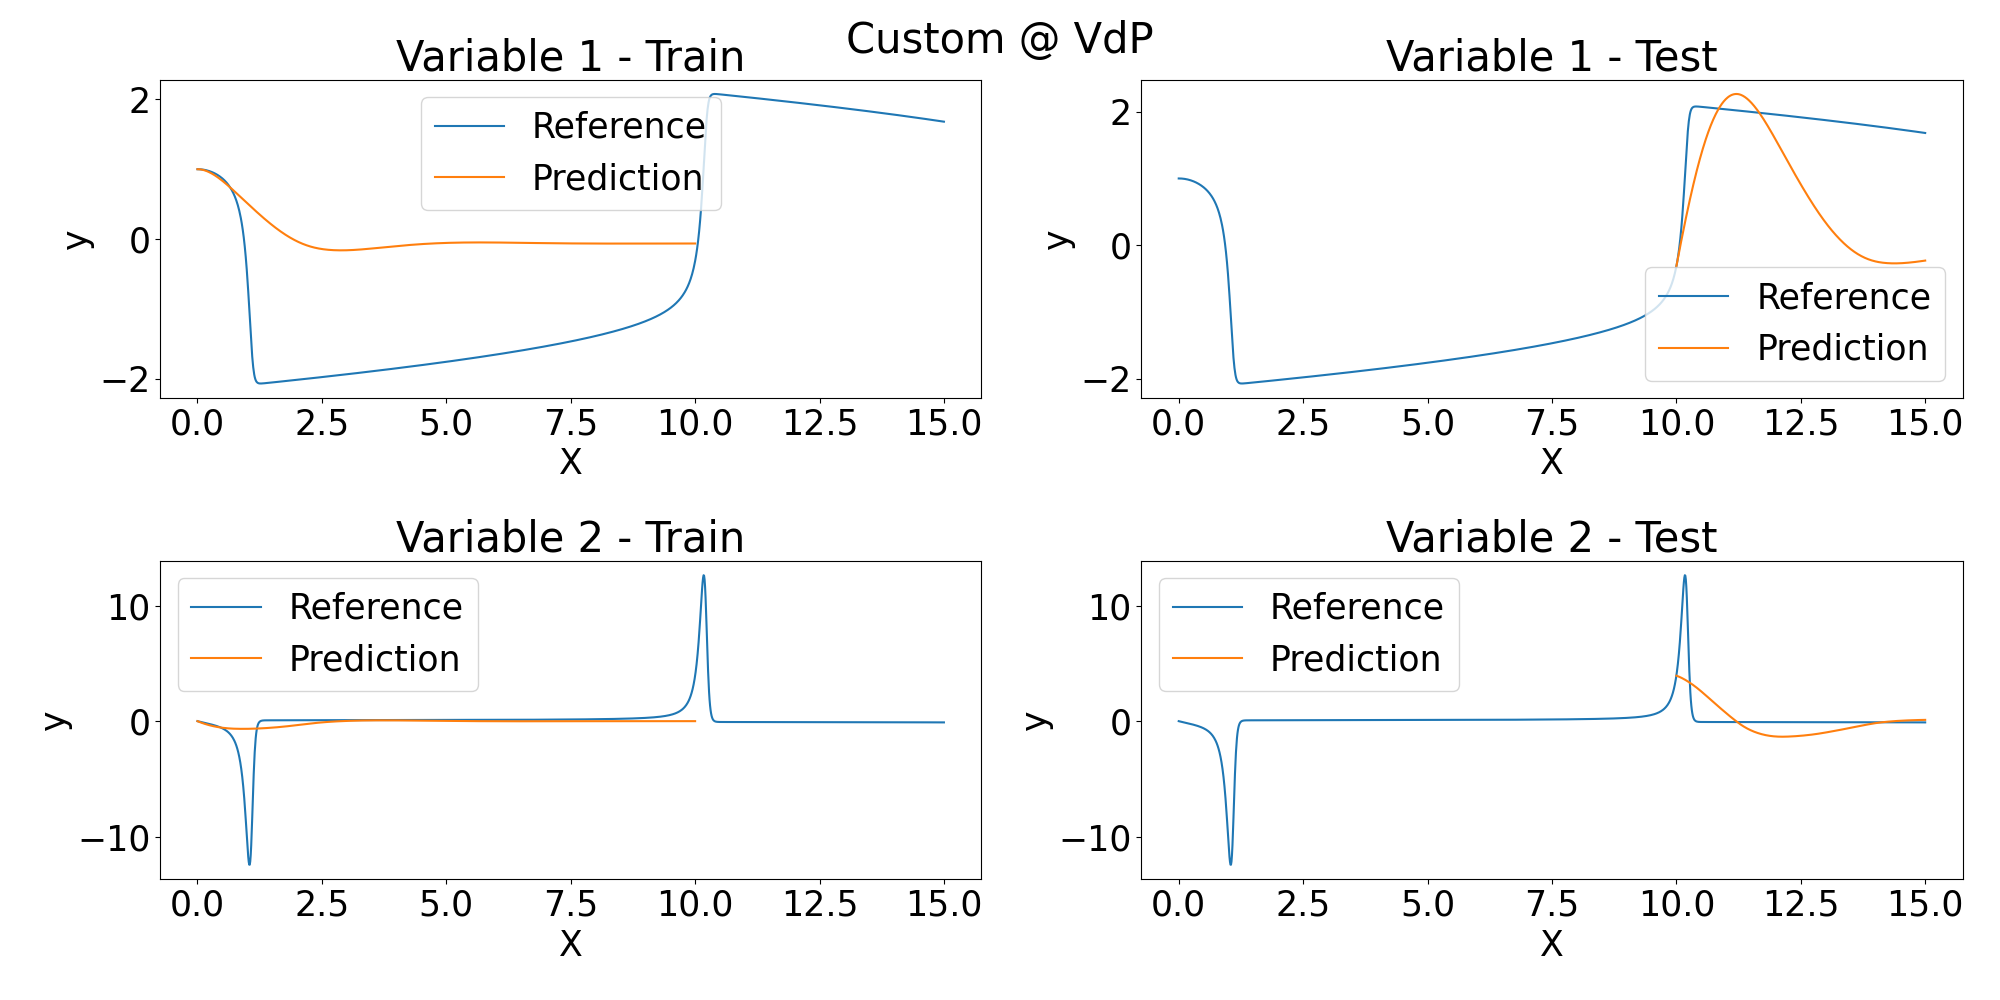 Custom @ VdP
Variable 1 - Train
2
0
−2
y
Reference
Prediction
0.0 2.5 5.0 7.5 10.0 12.5 15.0
X
Variable 1 - Test
2
0
−2
y
Reference
Prediction
0.0 2.5 5.0 7.5 10.0 12.5 15.0
X
Variable 2 - Train
10
0
−10
y
Reference
Prediction
0.0 2.5 5.0 7.5 10.0 12.5 15.0
X
Variable 2 - Test
10
0
−10
y
Reference
Prediction
0.0 2.5 5.0 7.5 10.0 12.5 15.0
X